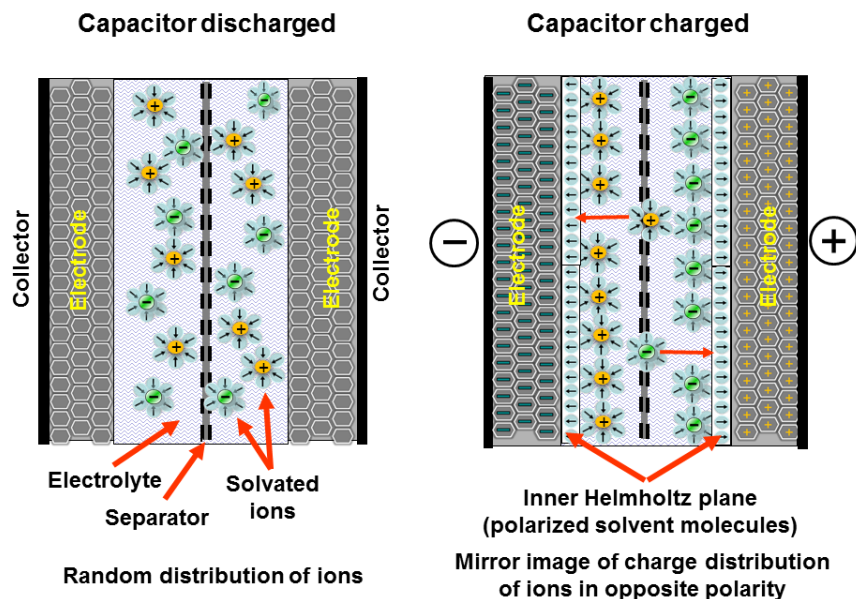 Capacitor discharged
Capacitor charged
Collector
Electrode
Electrode
Collector
Electrode
Electrode
−
+
Electrolyte
Separator
Solvated
ions
Random distribution of ions
Inner Helmholtz plane
(polarized solvent molecules)
Mirror image of charge distribution
of ions in opposite polarity